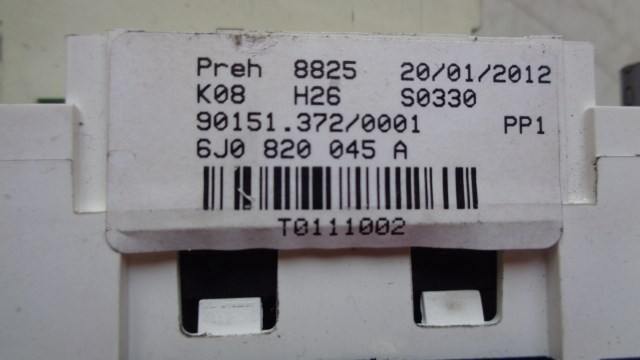 Preh 8825 20/01/2012
K08 H26 S0330
90151.372/0001 PP1
6J0 820 045 A
T0111002